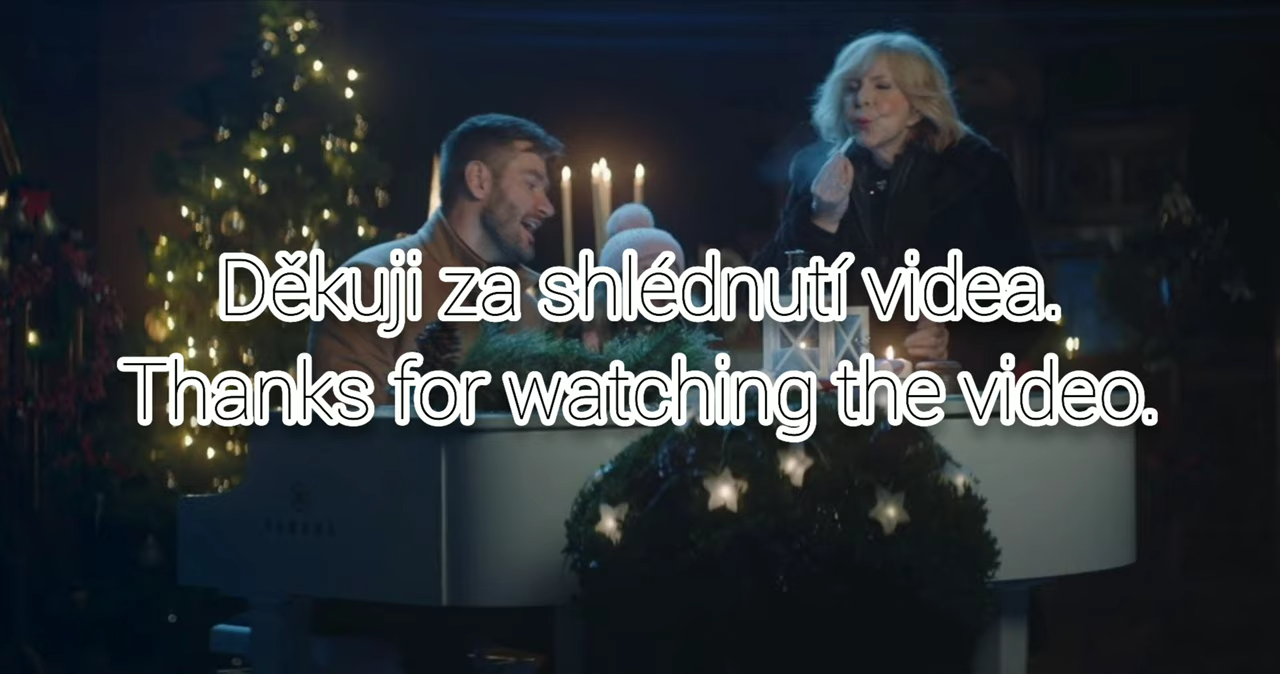 Děkuji za shlédnutí videa.
Thanks for watching the video.